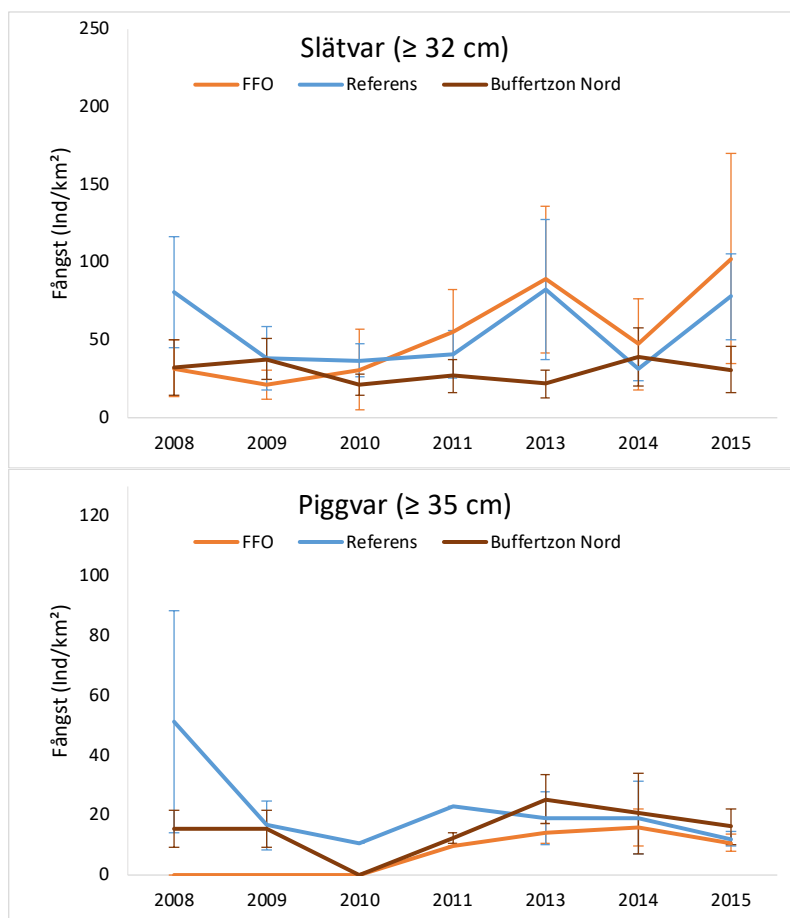 Slätvar (≥ 32 cm)
FFO Referens Buffertzon Nord
Fångst (Ind/km²)
250
200
150
100
50
0
2008 2009 2010 2011 2013 2014 2015
Piggvar (≥ 35 cm)
FFO Referens Buffertzon Nord
Fångst (Ind/km²)
120
100
80
60
40
20
0
2008 2009 2010 2011 2013 2014 2015